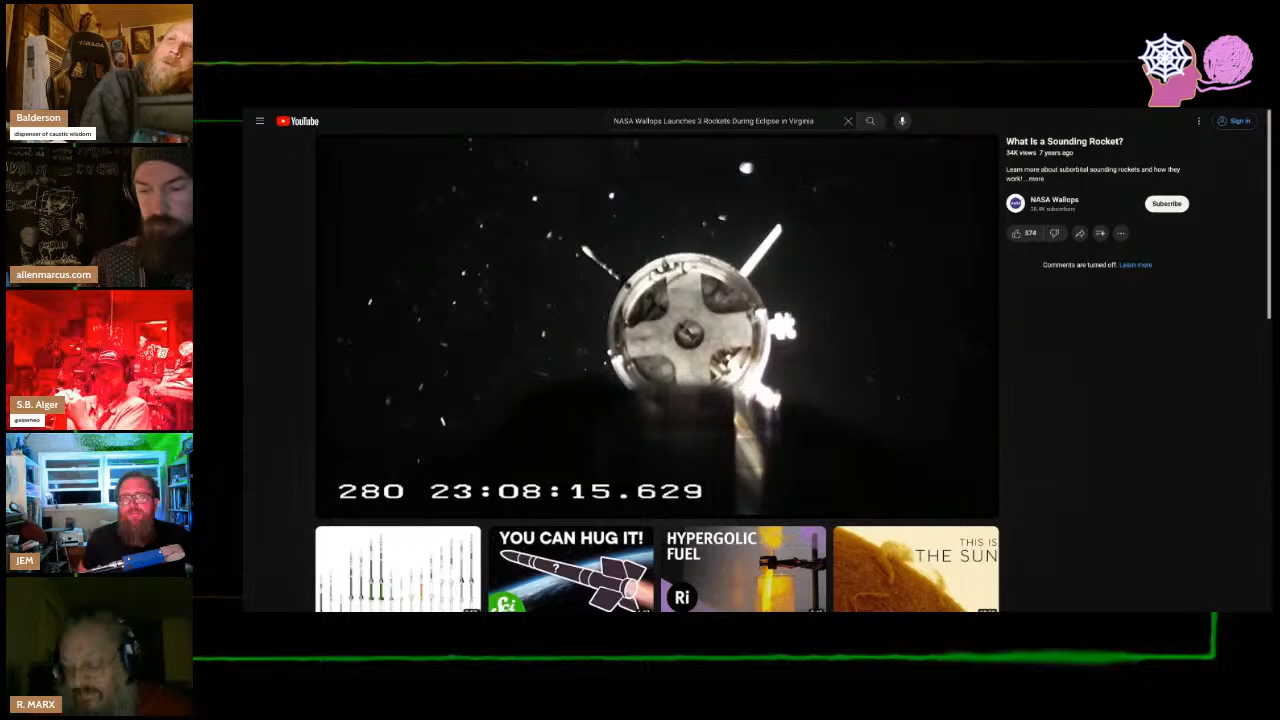 Balderson
dispenser of caustic wisdom
allenmarcus.com
S.B. Alger
JEM
R. MARX
YouTube
NASA Wallops Launches 3 Rockets During Eclipse in Virginia
Sign in
280 23:08:15.629
What Is a Sounding Rocket?
34K views 7 years ago
Learn more about suborbital sounding rockets and how they
work! ...more
NASA Wallops
Subscribe
574
Comments are turned off. Learn more
YOU CAN HUG IT!
?
HYPERGOLIC
FUEL
Ri
THIS IS
THE SUN